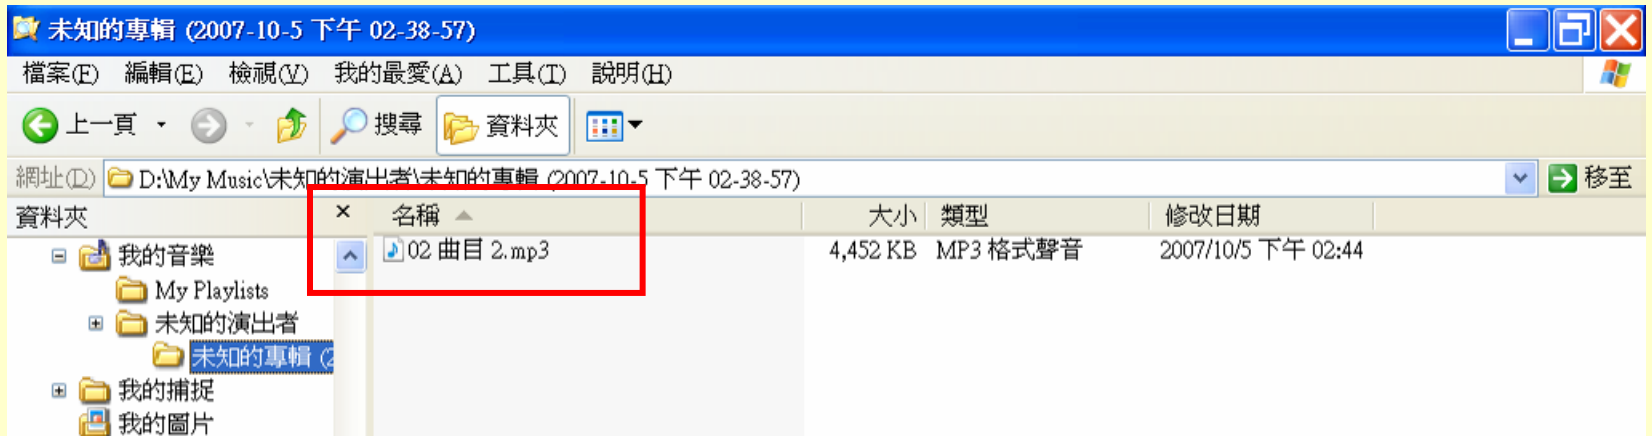 未知的專輯 (2007-10-5 下午 02-38-57)
檔案(F) 編輯(E) 檢視(V) 我的最愛(A) 工具(T) 說明(H)
上一頁 搜尋 資料夾
網址(D) D:\My Music\未知的演出者\未知的專輯 (2007-10-5 下午 02-38-57) 移至
資料夾 × 名稱 大小 類型 修改日期
我的音樂 02 曲目 2.mp3 4,452 KB MP3 格式聲音 2007/10/5 下午 02:44
My Playlists
未知的演出者
未知的專輯 (2
我的捕捉
我的圖片